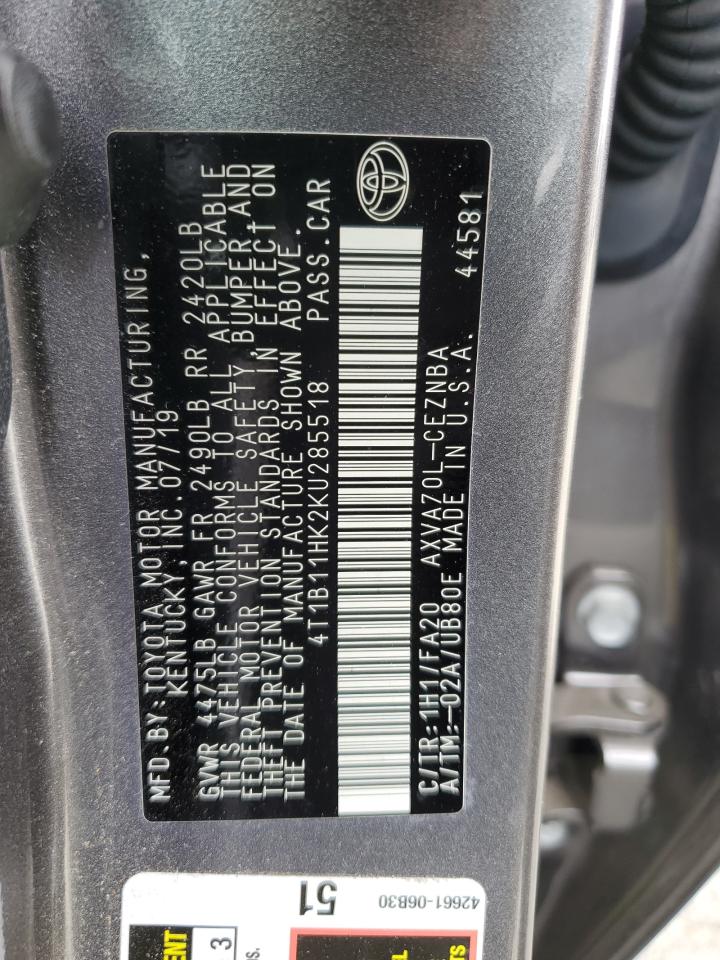 MFD.BY:TOYOTA MOTOR MANUFACTURING,
KENTUCKY,INC.07/19
GVWR 4475LB GAWR FR 2490LB RR 2420LB
THIS VEHICLE CONFORMS TO ALL APPLICABLE
FEDERAL MOTOR VEHICLE SAFETY,BUMPER,AND
THEFT PREVENTION STANDARDS IN EFFECT ON
THE DATE OF MANUFACTURE SHOWN ABOVE.
4T1B11HK2KU285518 PASS.CAR
C/TR:1H1/FA20 AXVA70L-CEZNBA
A/TM:-02A/UB80E MADE IN U.S.A. 44581
51
42661-06B30